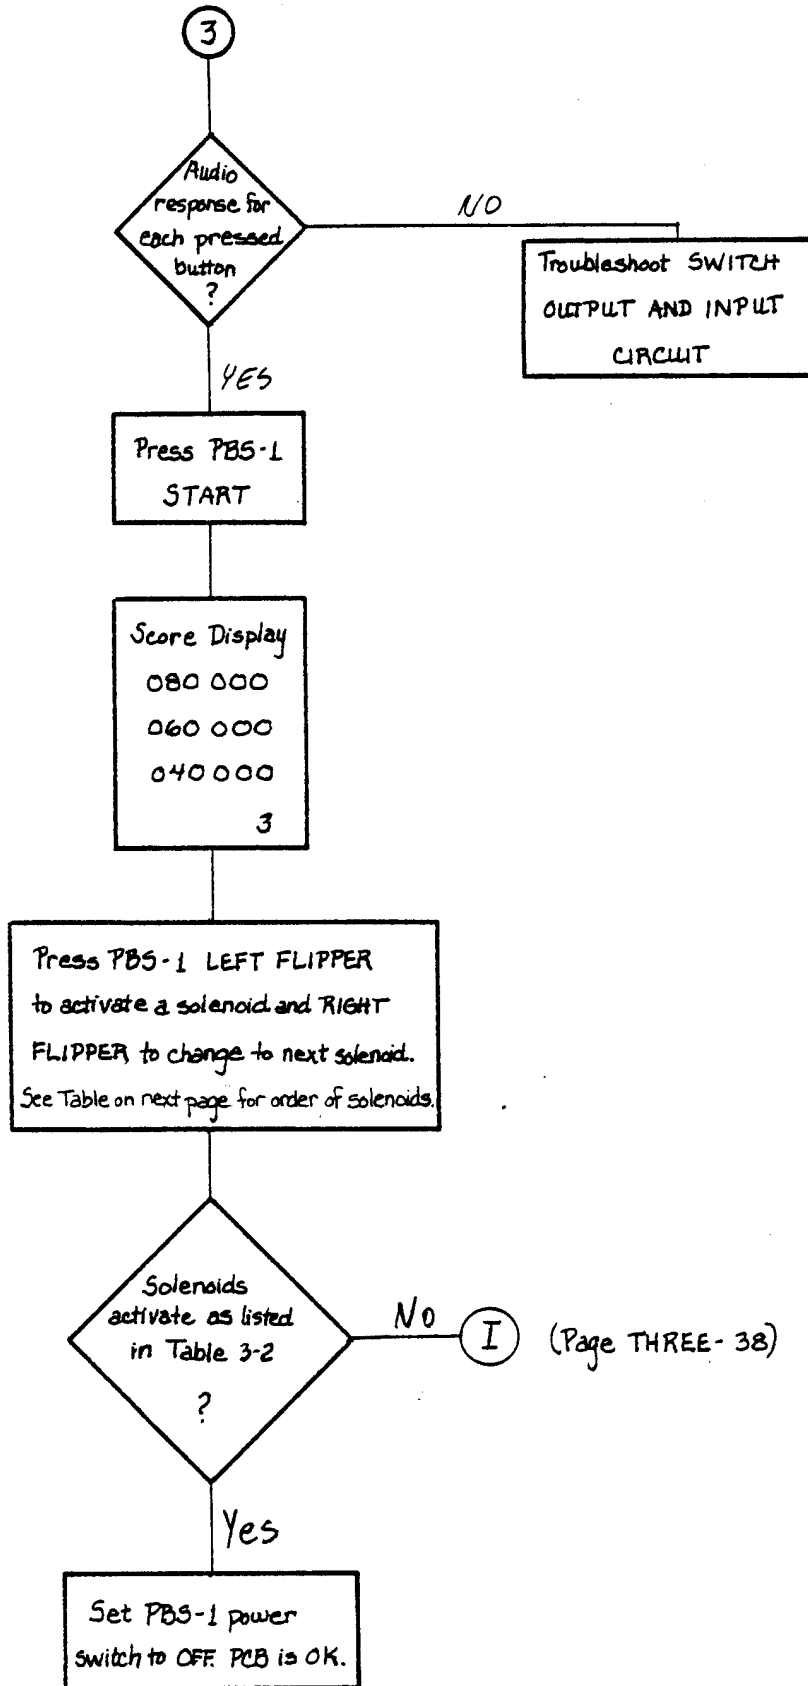 3
Audio
response for
each pressed
button
?
NO
Troubleshoot SWITCH
OUTPUT AND INPUT
CIRCUIT
YES
Press PBS-1
START
Score Display
080 000
060 000
040000
3
Press PBS-1 LEFT FLIPPER
to activate a solenoid and RIGHT
FLIPPER to change to next solenoid.
See Table on next page for order of solenoids.
Solenoids
activate as listed
in Table 3-2
?
NO
I
(Page THREE-38)
Yes
Set PBS-1 power
switch to OFF. PCB is OK.